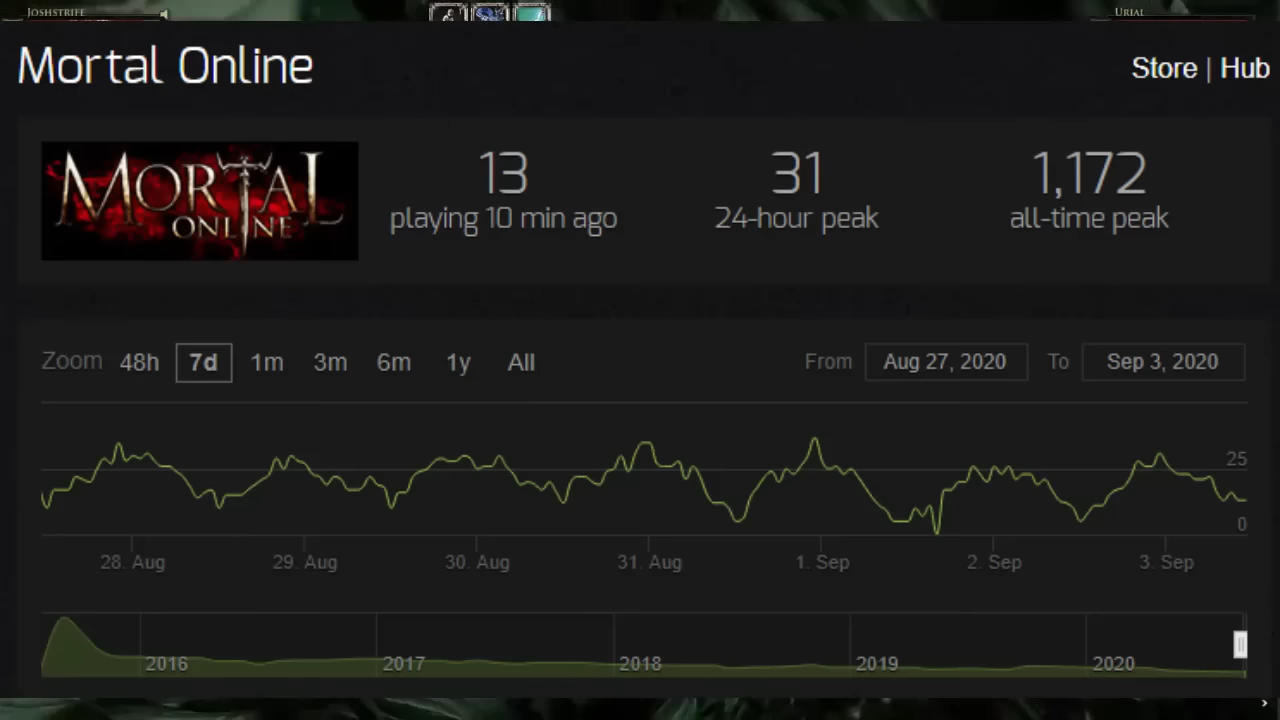 JOSHSTRIFE
URIAL
Mortal Online
Store | Hub
MORTAL
ONLINE
13
playing 10 min ago
31
24-hour peak
1,172
all-time peak
Zoom 48h 7d 1m 3m 6m 1y All
From Aug 27, 2020 To Sep 3, 2020
25
0
28. Aug 29. Aug 30. Aug 31. Aug 1. Sep 2. Sep 3. Sep
2016 2017 2018 2019 2020